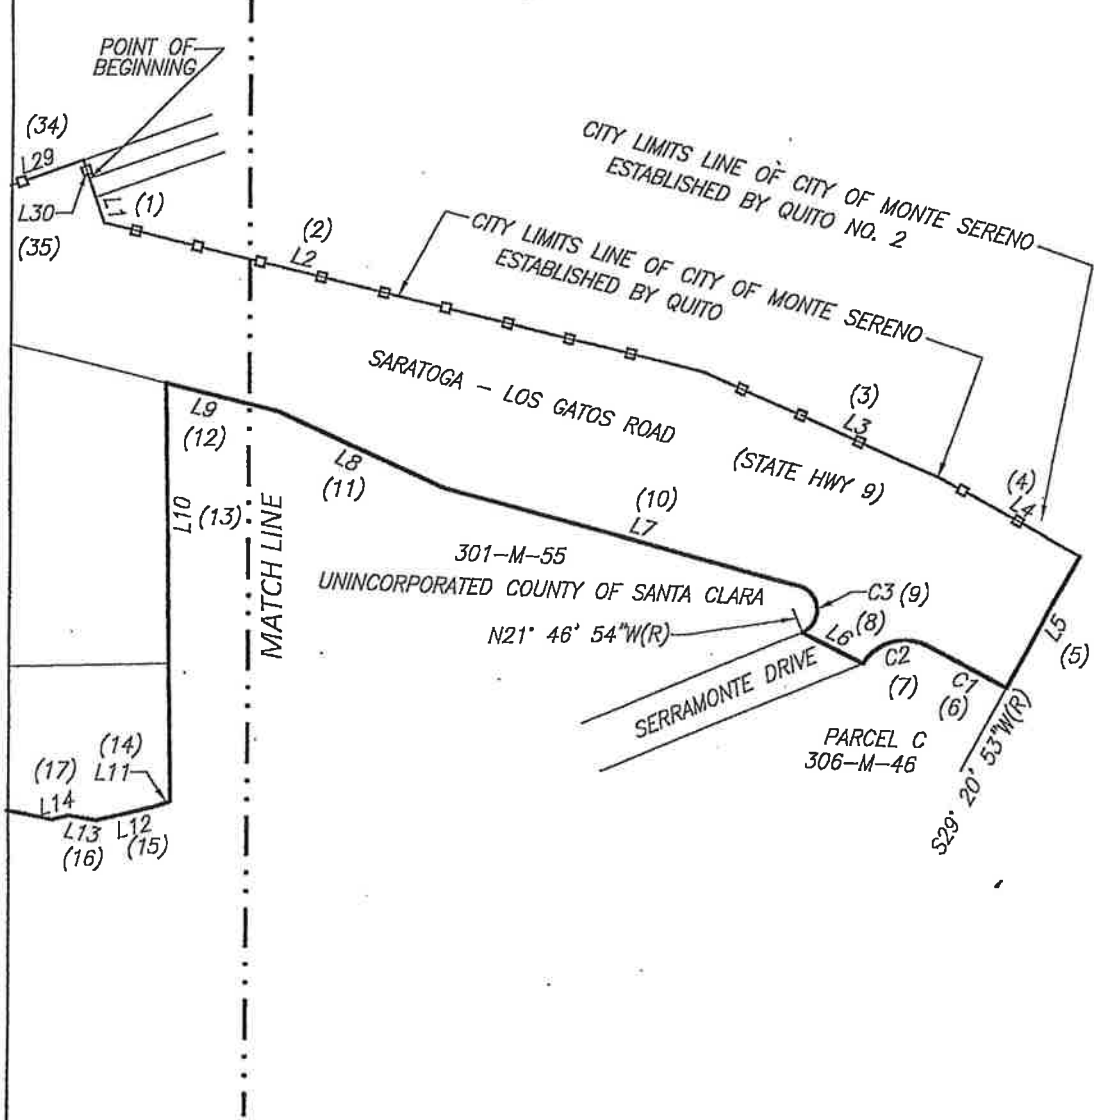 POINT OF
BEGINNING
(34)
L29
L30
(35)
L1
(1)
(2)
L2
CITY LIMITS LINE OF CITY OF MONTE SERENO
ESTABLISHED BY QUITO NO. 2
CITY LIMITS LINE OF CITY OF MONTE SERENO
ESTABLISHED BY QUITO
SARATOGA - LOS GATOS ROAD
(STATE HWY 9)
(3)
L3
(4)
L4
L5
(5)
L9
(12)
L8
(11)
(10)
L7
L10
(13)
MATCH LINE
301-M-55
UNINCORPORATED COUNTY OF SANTA CLARA
N21° 46' 54"W(R)
C3 (9)
(8)
L6
C2
(7)
C1
(6)
SERRAMONTE DRIVE
PARCEL C
306-M-46
S29° 20' 53"W(R)
(14)
L11
(17)
L14
L13
(16)
L12
(15)